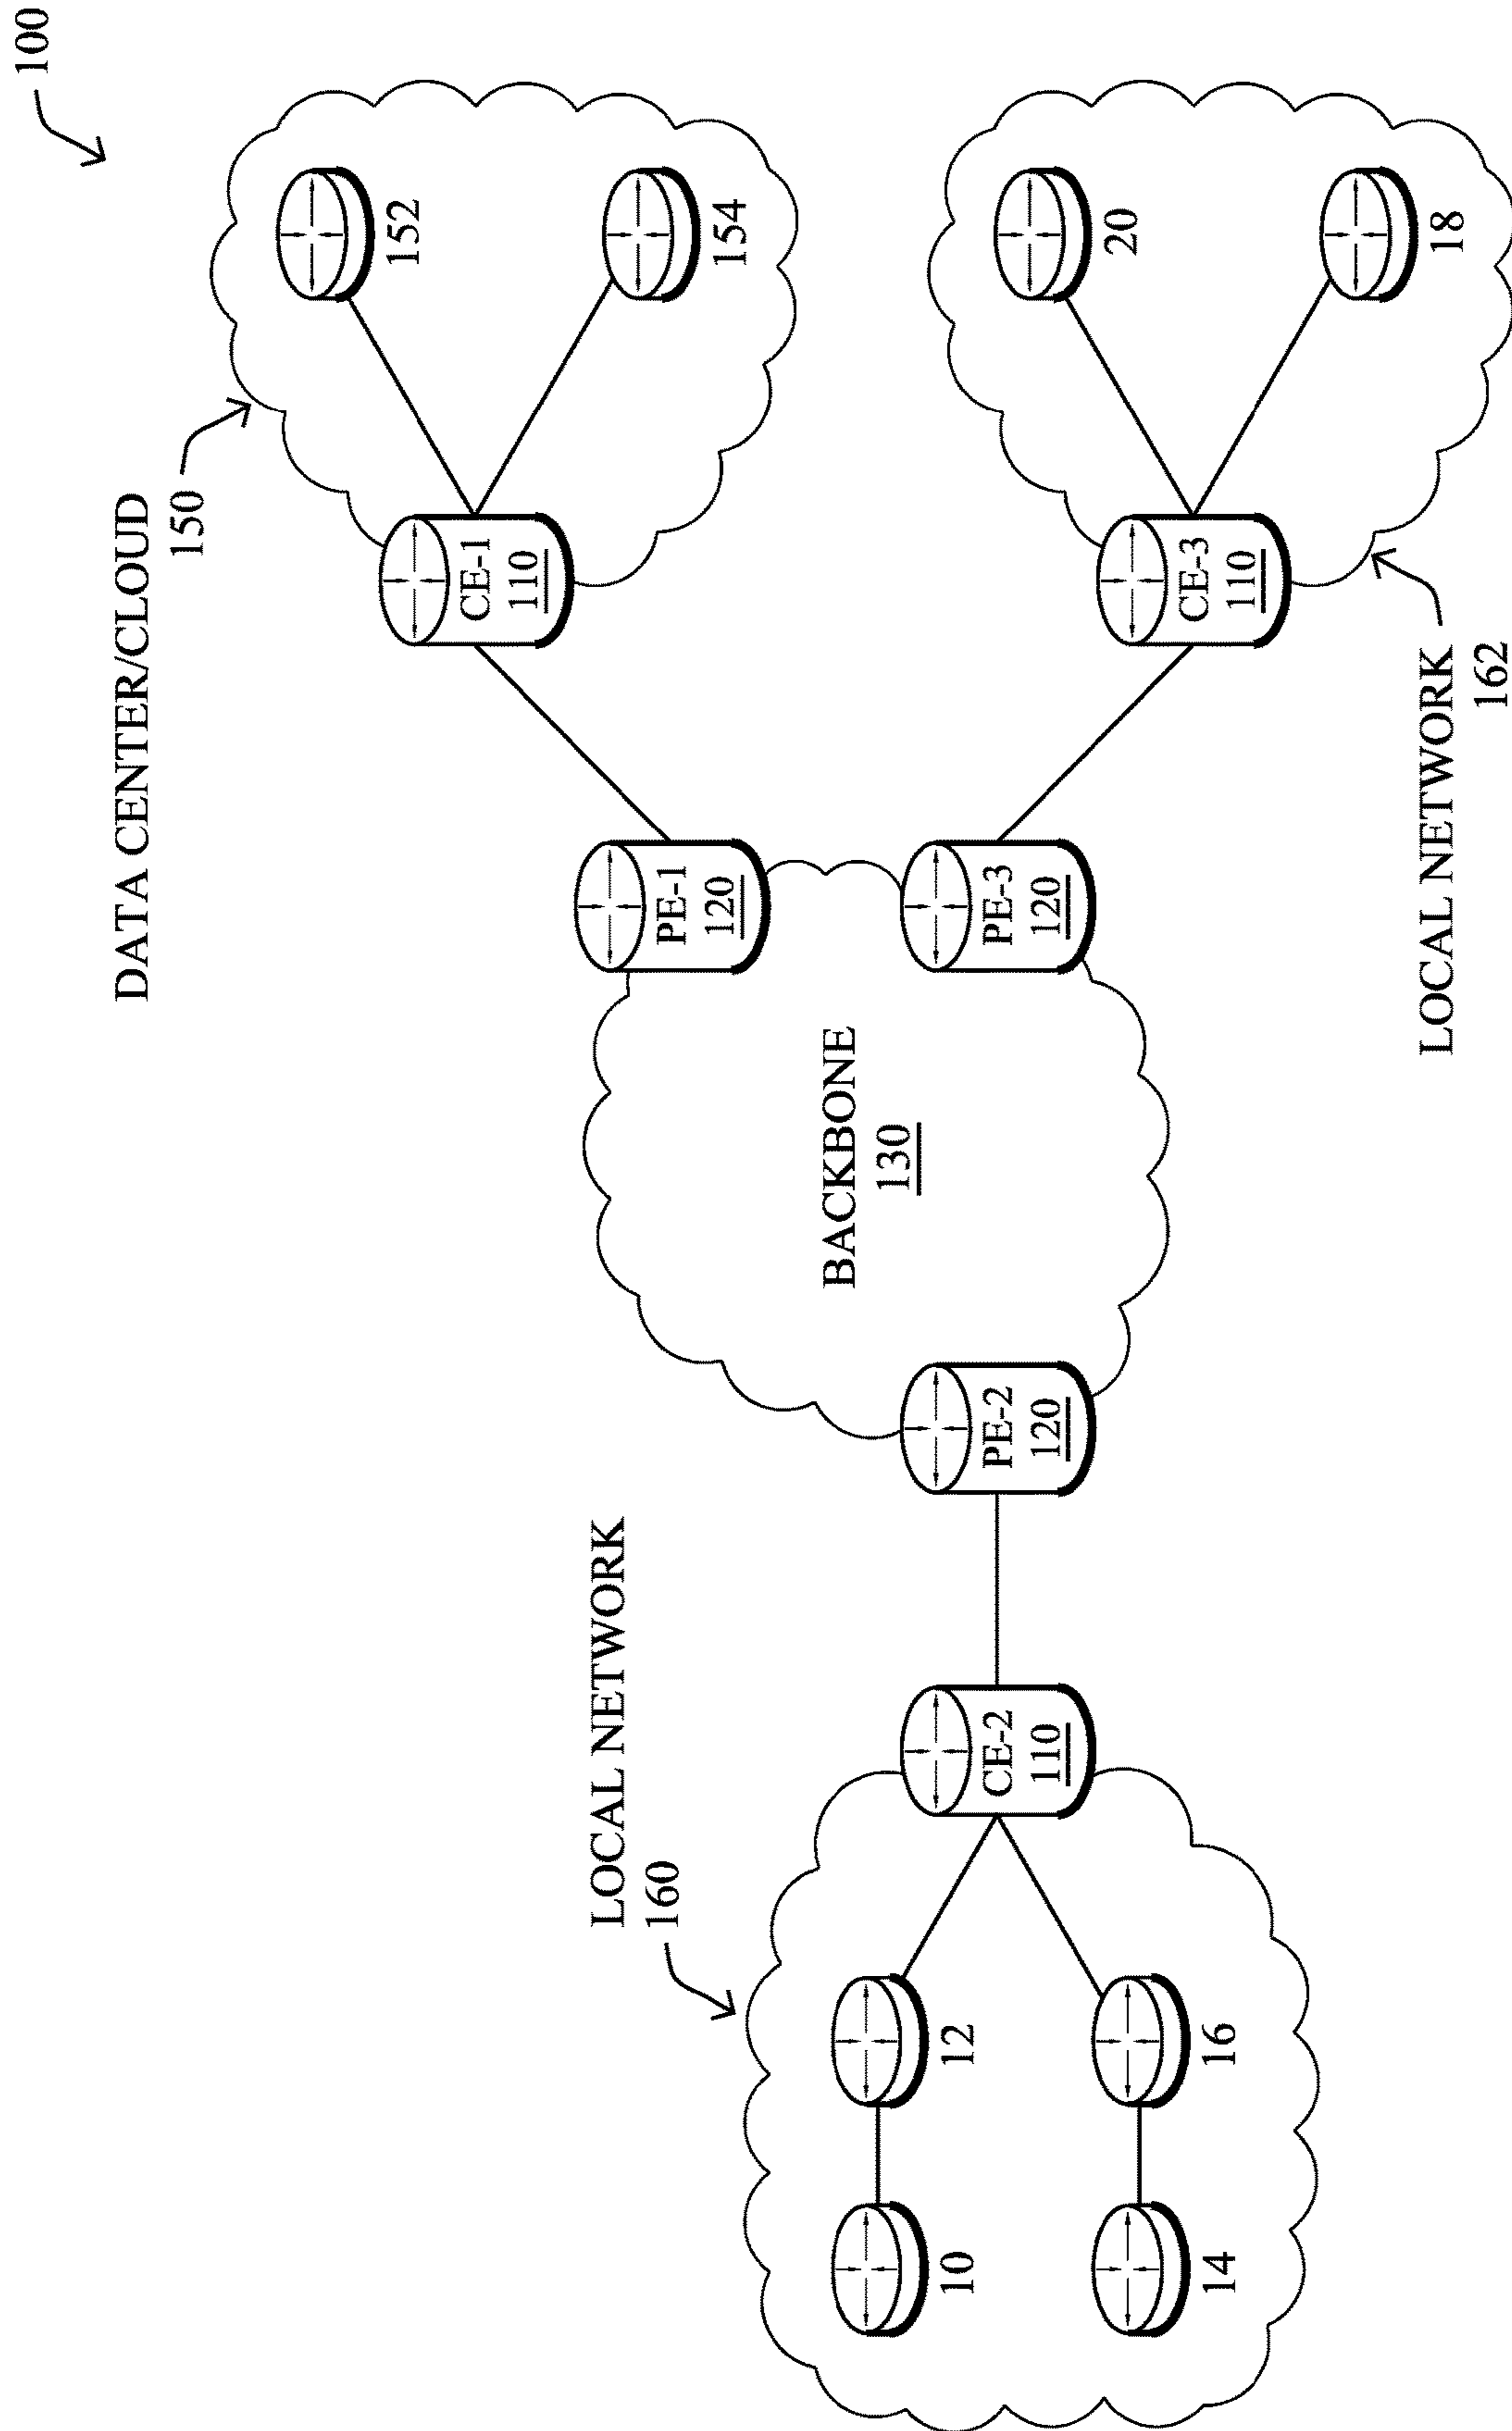 100
DATA CENTER/CLOUD
150
152
154
CE-1
110
PE-1
120
BACKBONE
130
PE-3
120
CE-3
110
20
18
LOCAL NETWORK
162
LOCAL NETWORK
160
PE-2
120
CE-2
110
12
10
16
14